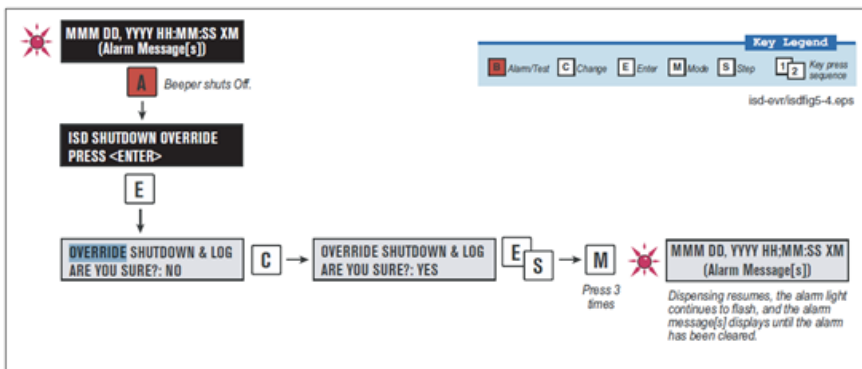 MMM DD, YYYY HH:MM:SS XM
(Alarm Message[s])
A
Beeper shuts Off.
Key Legend
B Alarm/Test C Change E Enter M Mode S Step 1 2 Key press
sequence
isd-evr/isdfig5-4.eps
ISD SHUTDOWN OVERRIDE
PRESS <ENTER>
E
OVERRIDE SHUTDOWN & LOG
ARE YOU SURE?: NO
C
OVERRIDE SHUTDOWN & LOG
ARE YOU SURE?: YES
E
S
M
Press 3
times
MMM DD, YYYY HH;MM:SS XM
(Alarm Message[s])
Dispensing resumes, the alarm light
continues to flash, and the alarm
message[s] displays until the alarm
has been cleared.